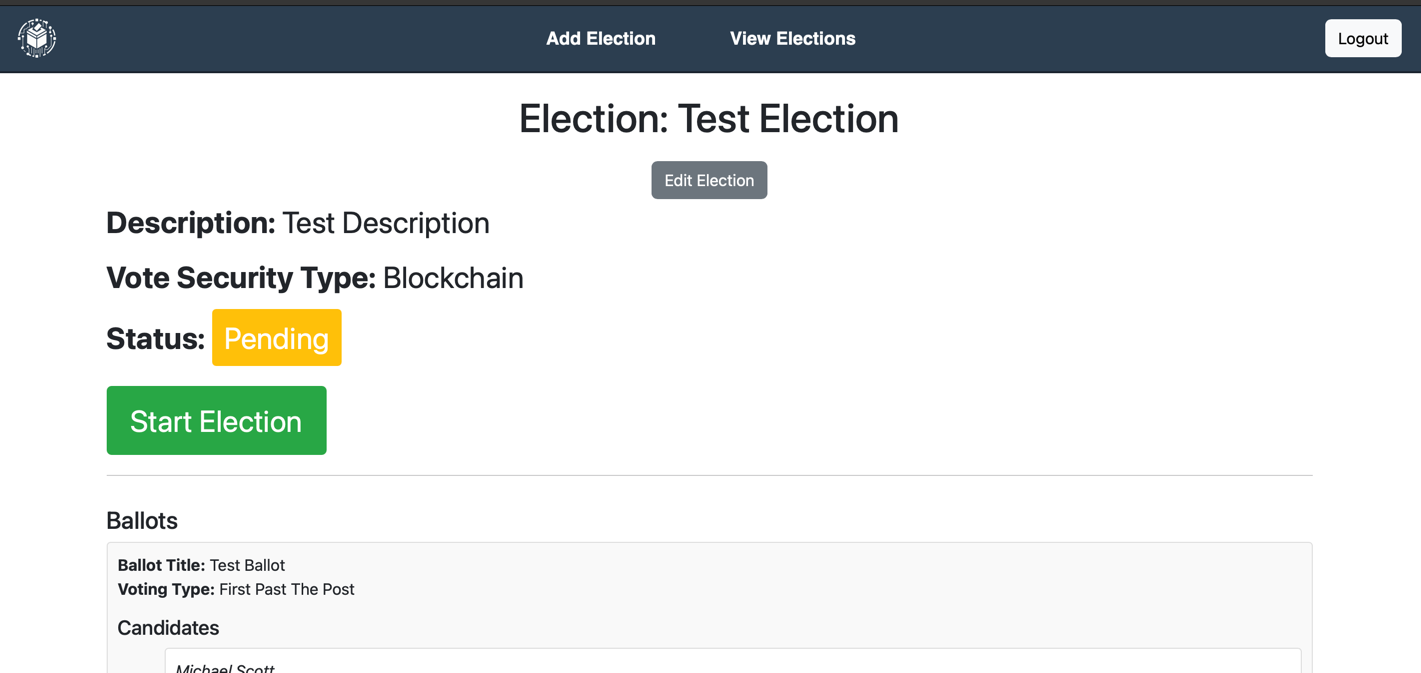 Add Election View Elections Logout
Election: Test Election
Edit Election
Description: Test Description
Vote Security Type: Blockchain
Status: Pending
Start Election
Ballots
Ballot Title: Test Ballot
Voting Type: First Past The Post
Candidates
Michael Scott